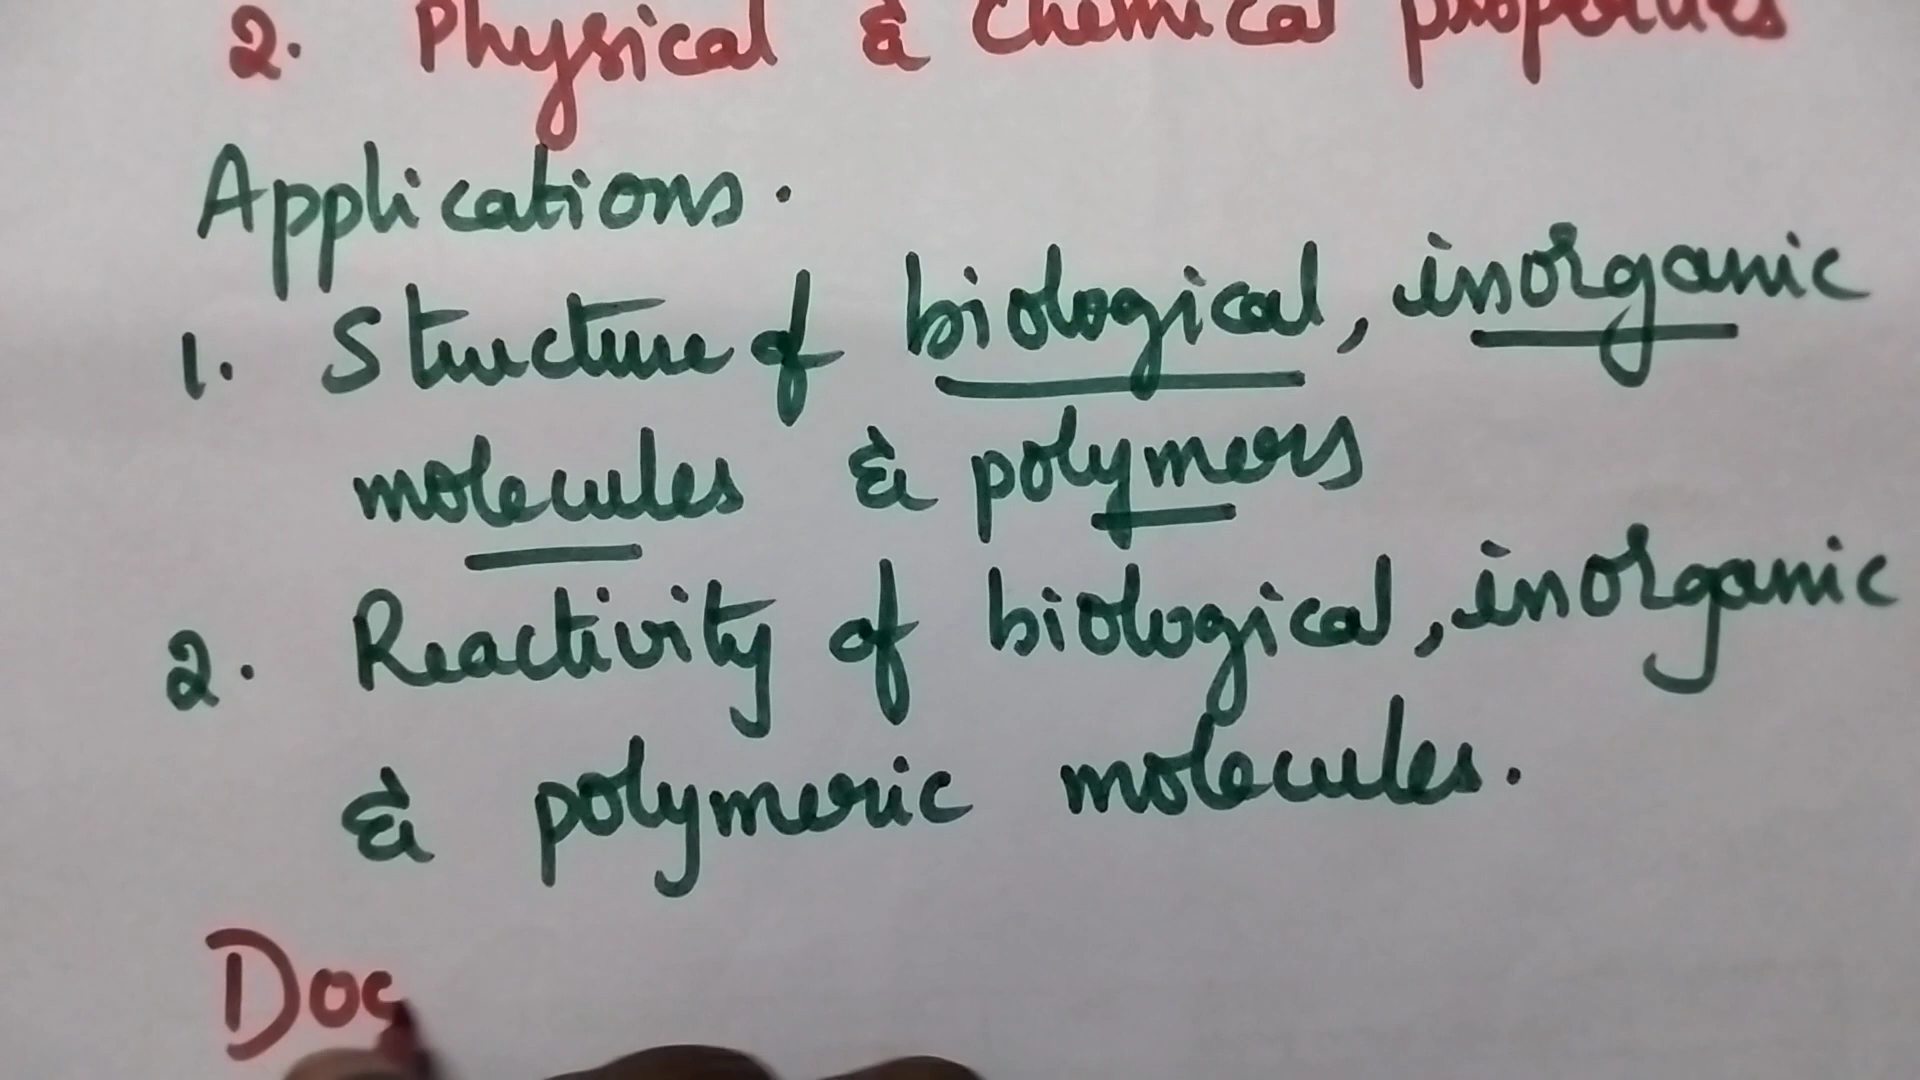 2. Physical & Chemical properties
Applications.
1. Structure of biological, inorganic
molecules & polymers
2. Reactivity of biological, inorganic
& polymeric molecules.
Doc